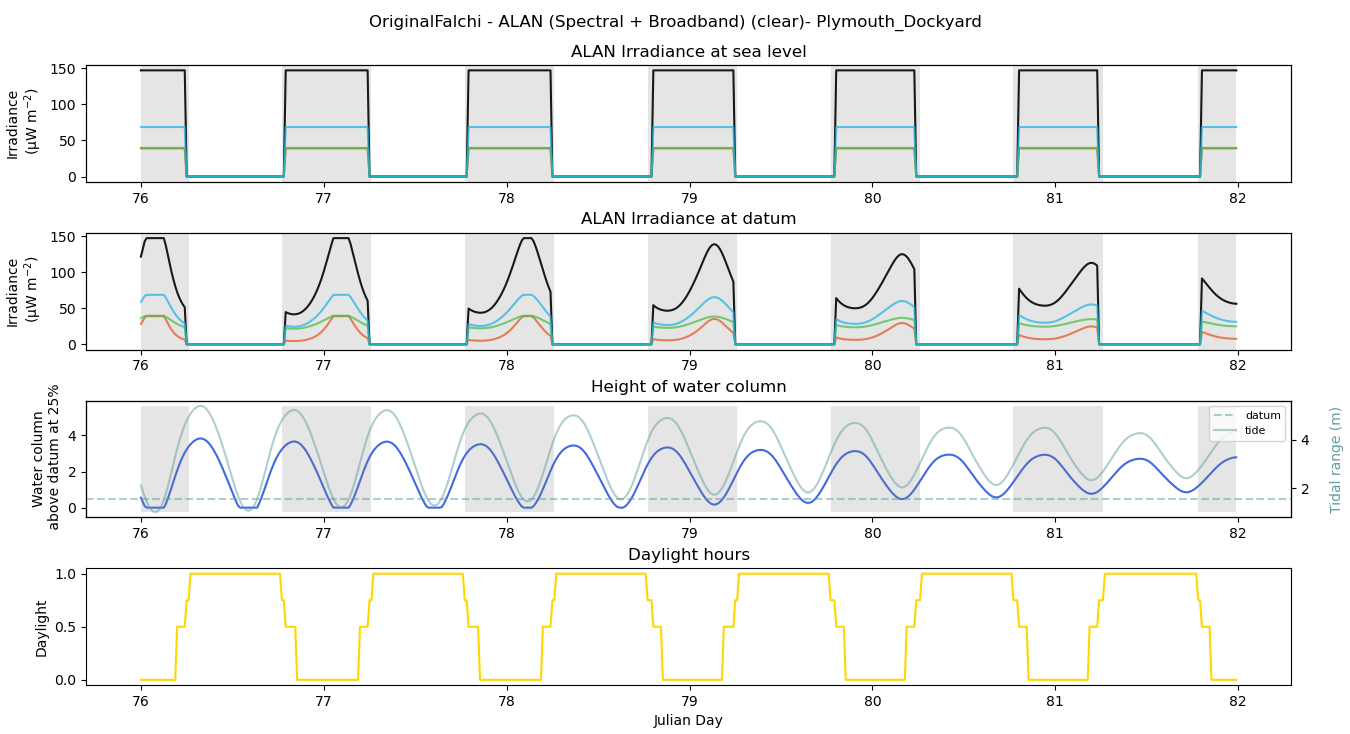 OriginalFalchi - ALAN (Spectral + Broadband) (clear)- Plymouth_Dockyard
ALAN Irradiance at sea level
Irradiance
(μW m⁻²)
150
100
50
0
76 77 78 79 80 81 82
ALAN Irradiance at datum
Irradiance
(μW m⁻²)
150
100
50
0
76 77 78 79 80 81 82
Height of water column
Water column
above datum at 25%
4
2
0
datum
tide
4
2
Tidal range (m)
76 77 78 79 80 81 82
Daylight hours
Daylight
1.0
0.5
0.0
76 77 78 79 80 81 82
Julian Day